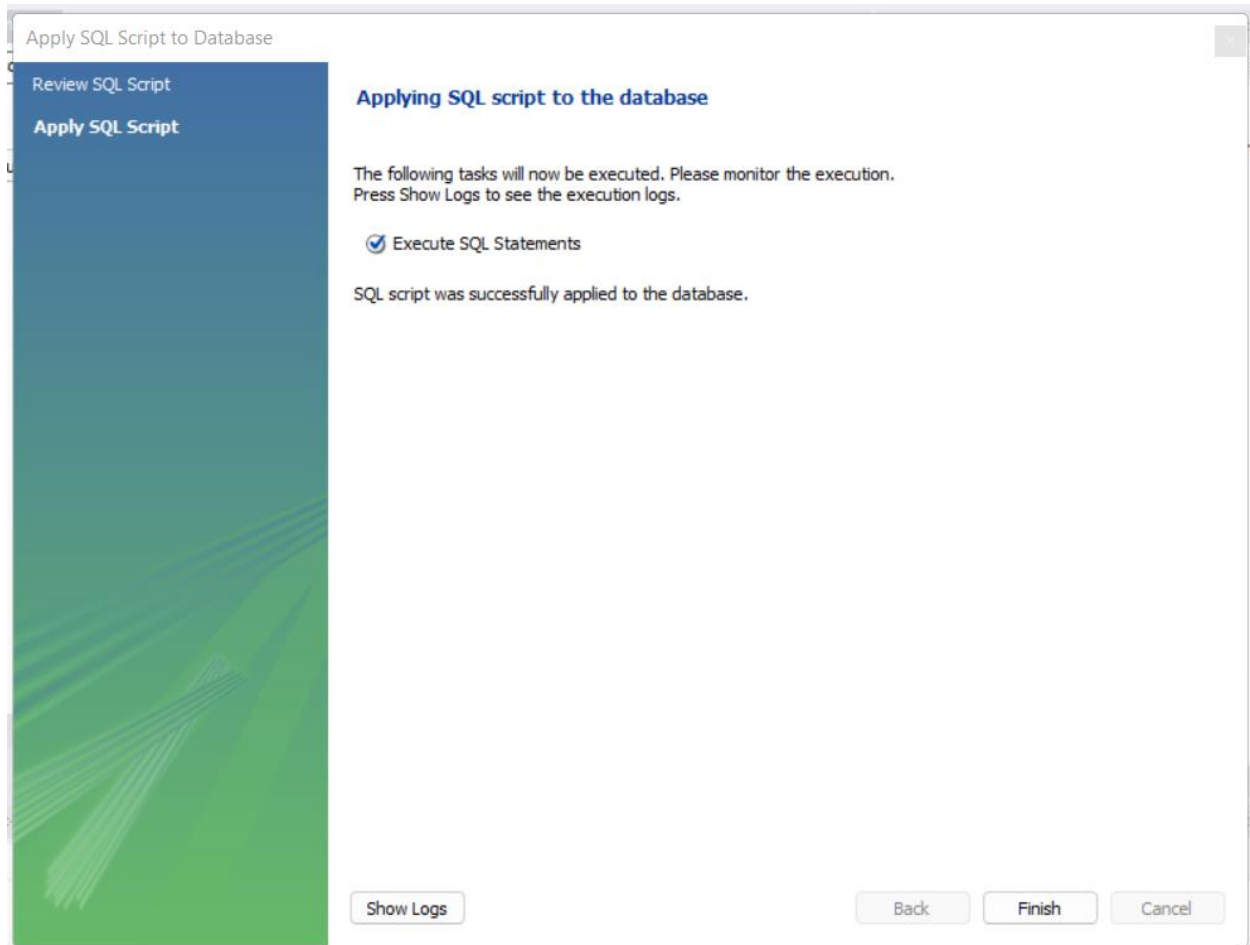 Apply SQL Script to Database
Review SQL Script
Apply SQL Script
Applying SQL script to the database
The following tasks will now be executed. Please monitor the execution.
Press Show Logs to see the execution logs.
Execute SQL Statements
SQL script was successfully applied to the database.
Show Logs
Back
Finish
Cancel